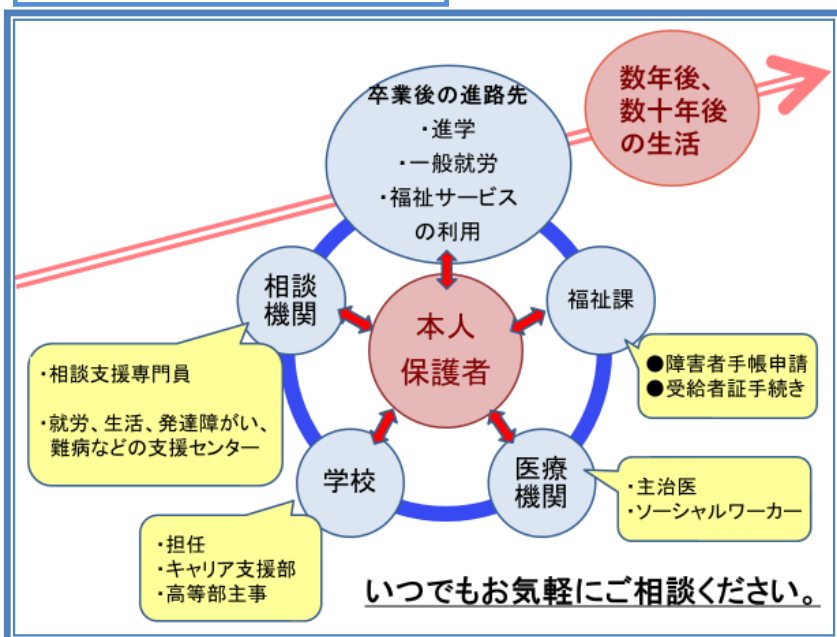 卒業後の進路先
・進学
・一般就労
・福祉サービス
の利用
数年後、
数十年後
の生活
相談
機関
本人
保護者
福祉課
・相談支援専門員
・就労、生活、発達障がい、
難病などの支援センター
●障害者手帳申請
●受給者証手続き
学校
医療
機関
・主治医
・ソーシャルワーカー
・担任
・キャリア支援部
・高等部主事
いつでもお気軽にご相談ください。